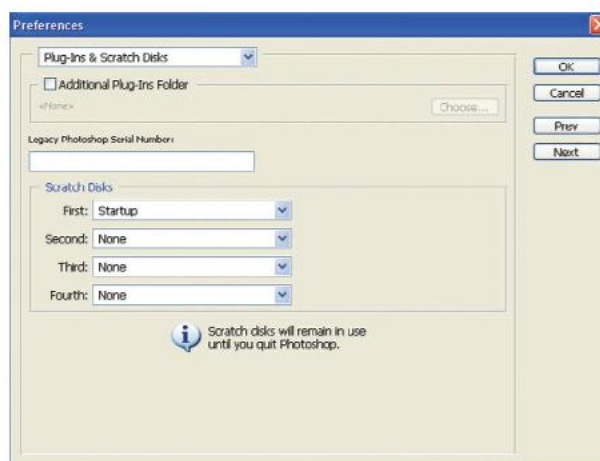 Preferences
Plug-Ins & Scratch Disks
OK
Additional Plug-Ins Folder
Cancel
<None>
Choose...
Prev
Legacy Photoshop Serial Number:
Next
Scratch Disks
First: Startup
Second: None
Third: None
Fourth: None
Scratch disks will remain in use
until you quit Photoshop.